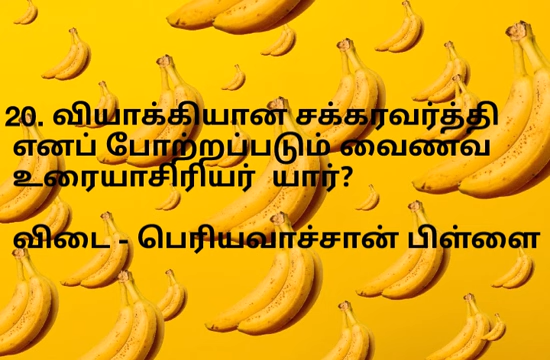 20. வியாக்கியான சக்கரவர்த்தி
எனப் போற்றப்படும் வைணவ
உரையாசிரியர் யார்?
விடை - பெரியவாச்சான் பிள்ளை